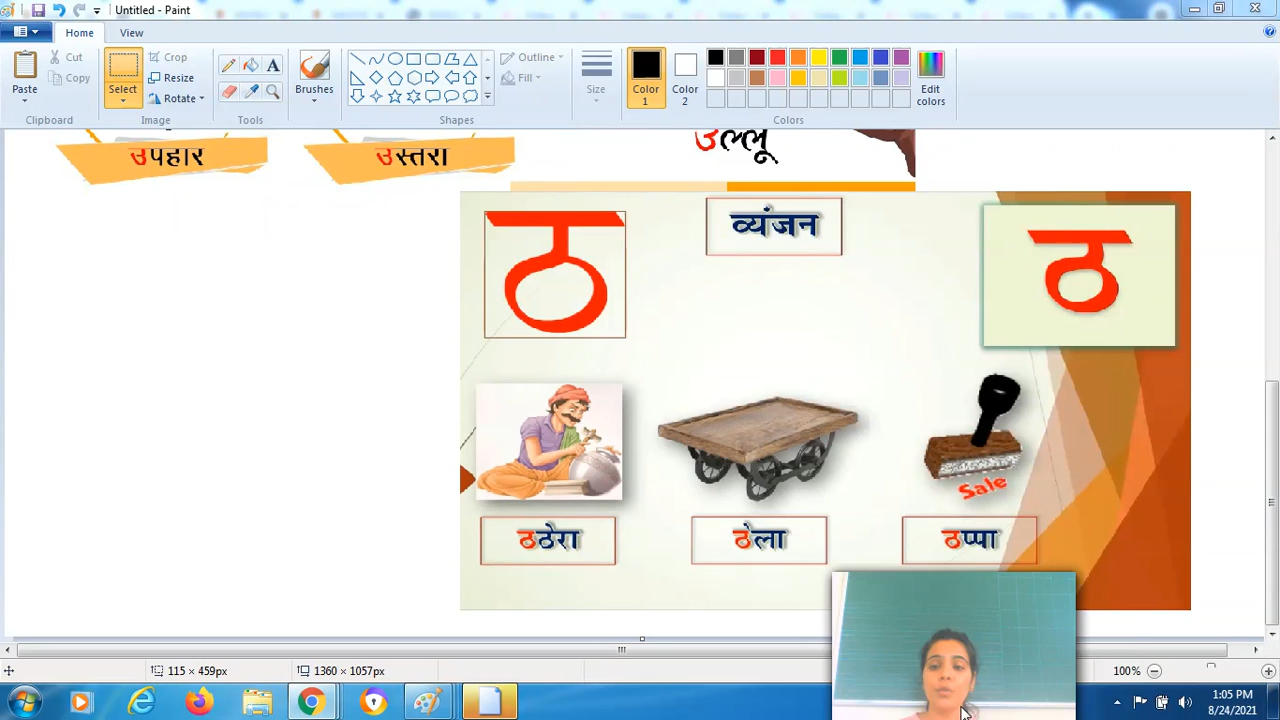 Untitled - Paint
Home View
Paste
Cut
Copy
Clipboard
Select
Crop
Resize
Rotate
Image
A
Tools
Brushes
Outline
Fill
Shapes
Size
Color 1
Color 2
Edit colors
Colors
उपहार उस्तरा उल्लू
ठ व्यंजन ठ
Sale
ठठेरा ठेला ठप्पा
115 × 459px 1360 × 1057px 100%
1:05 PM
8/24/2021